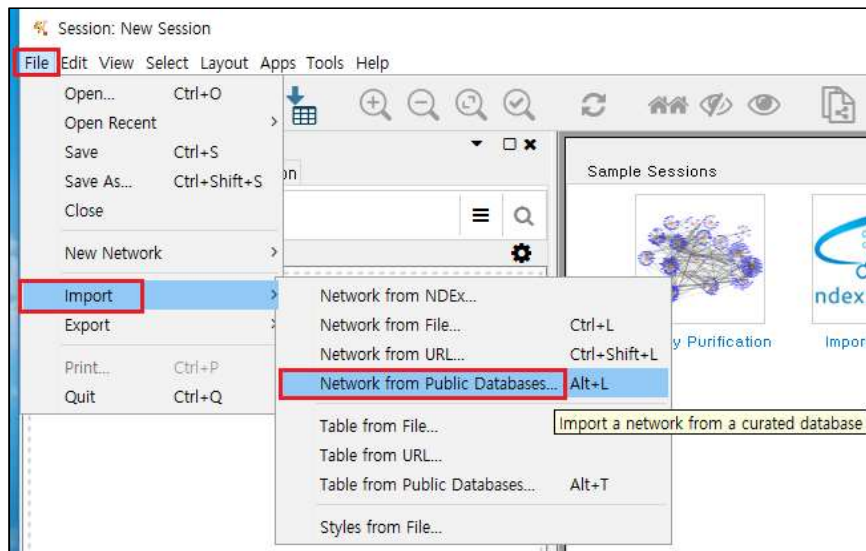 Session: New Session
File Edit View Select Layout Apps Tools Help
Open... Ctrl+O
Open Recent >
Save Ctrl+S
Save As... Ctrl+Shift+S
Close
New Network >
Import >
Export >
Print... Ctrl+P
Quit Ctrl+Q
on
Sample Sessions
Network from NDEx...
Network from File... Ctrl+L
Network from URL... Ctrl+Shift+L
Network from Public Databases... Alt+L
Table from File...
Table from URL...
Table from Public Databases... Alt+T
Styles from File...
Import a network from a curated database
ndex
y Purification
Impor